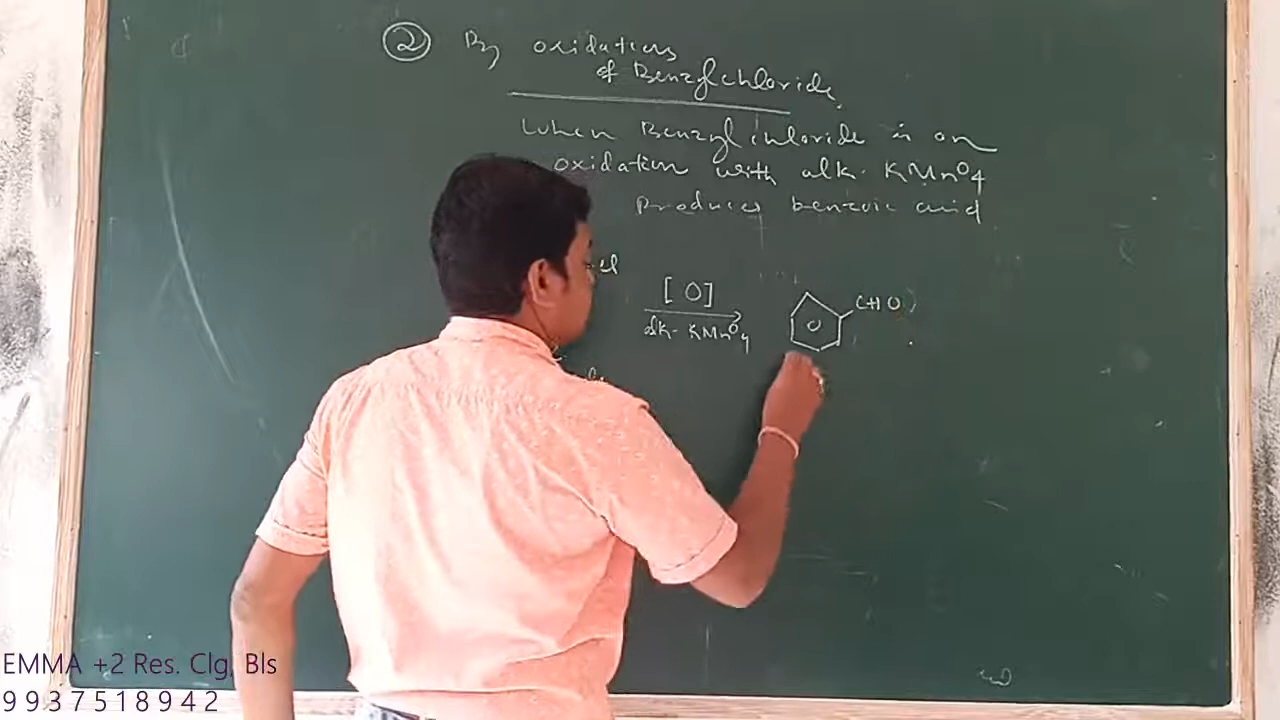 ② By oxidation
of Benzylchloride
when Benzylchloride is on
oxidation with alk. KMnO4
Produces benzoic acid
cl
[O]
alk. KMnO4
CHO
EMMA +2 Res. Clg, Bls
9937518942